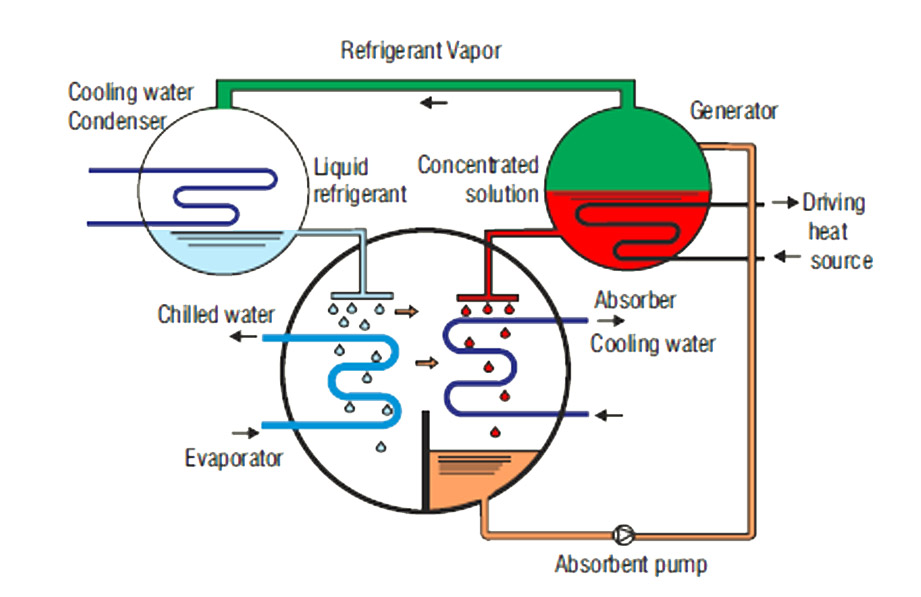 Refrigerant Vapor
Cooling water
Condenser
Generator
Liquid
refrigerant
Concentrated
solution
Driving
heat
source
Chilled water
Absorber
Cooling water
Evaporator
Absorbent pump